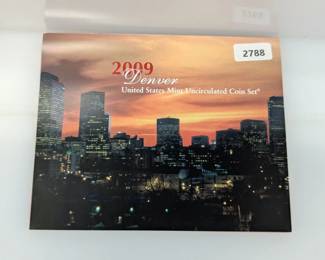 2009
2788
Denver
United States Mint Uncirculated Coin Set®